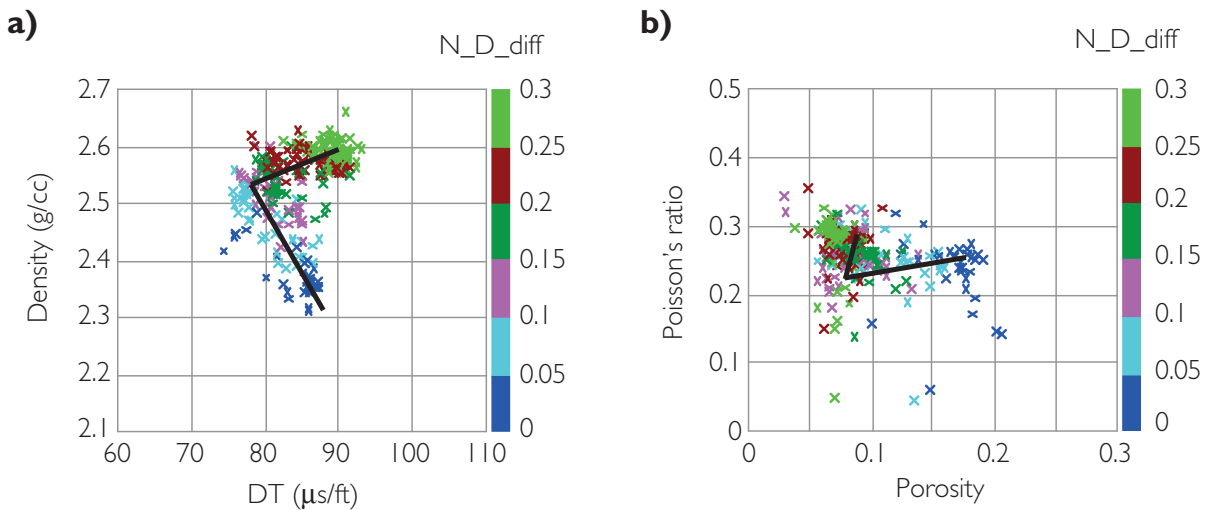 a)
N_D_diff
2.7
2.6
2.5
2.4
2.3
2.2
2.1
Density (g/cc)
60 70 80 90 100 110
DT (μs/ft)
0.3
0.25
0.2
0.15
0.1
0.05
0
b)
N_D_diff
0.5
0.4
0.3
0.2
0.1
0
Poisson's ratio
0 0.1 0.2 0.3
Porosity
0.3
0.25
0.2
0.15
0.1
0.05
0